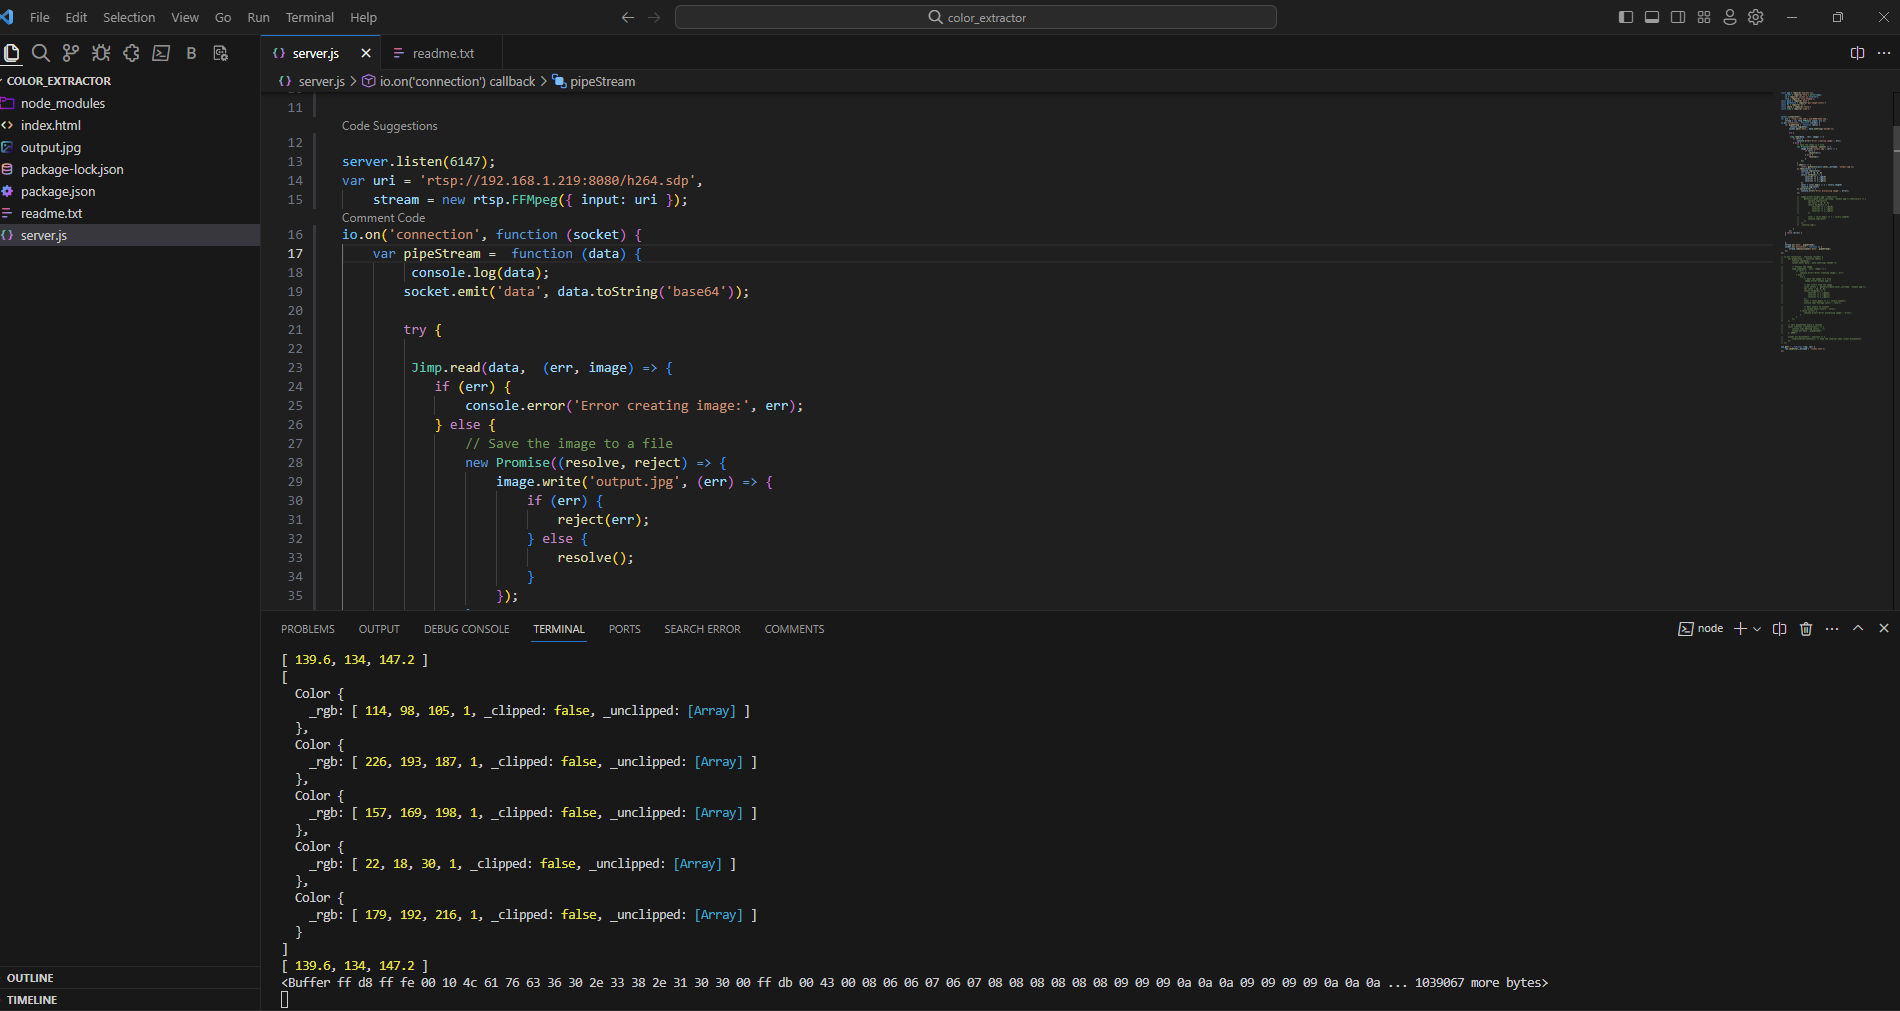 File Edit Selection View Go Run Terminal Help
color_extractor
server.js
readme.txt
server.js > io.on('connection') callback > pipeStream
COLOR_EXTRACTOR
node_modules
index.html
output.jpg
package-lock.json
package.json
readme.txt
server.js
OUTLINE
TIMELINE
11
Code Suggestions
12
13 server.listen(6147);
14 var uri = 'rtsp://192.168.1.219:8080/h264.sdp',
15 stream = new rtsp.FFMpeg({ input: uri });
Comment Code
16 io.on('connection', function (socket) {
17 var pipeStream =  function (data) {
18 console.log(data);
19 socket.emit('data', data.toString('base64'));
20
21 try {
22
23 Jimp.read(data,  (err, image) => {
24 if (err) {
25 console.error('Error creating image:', err);
26 } else {
27 // Save the image to a file
28 new Promise((resolve, reject) => {
29 image.write('output.jpg', (err) => {
30 if (err) {
31 reject(err);
32 } else {
33 resolve();
34 }
35 });
PROBLEMS OUTPUT DEBUG CONSOLE TERMINAL PORTS SEARCH ERROR COMMENTS
node
[ 139.6, 134, 147.2 ]
[
Color {
_rgb: [ 114, 98, 105, 1, _clipped: false, _unclipped: [Array] ]
},
Color {
_rgb: [ 226, 193, 187, 1, _clipped: false, _unclipped: [Array] ]
},
Color {
_rgb: [ 157, 169, 198, 1, _clipped: false, _unclipped: [Array] ]
},
Color {
_rgb: [ 22, 18, 30, 1, _clipped: false, _unclipped: [Array] ]
},
Color {
_rgb: [ 179, 192, 216, 1, _clipped: false, _unclipped: [Array] ]
}
]
[ 139.6, 134, 147.2 ]
<Buffer ff d8 ff fe 00 10 4c 61 76 63 36 30 2e 33 38 2e 31 30 30 00 ff db 00 43 00 08 06 06 07 06 07 08 08 08 08 08 08 09 09 09 0a 0a 0a 09 09 09 09 0a 0a 0a ... 1039067 more bytes>